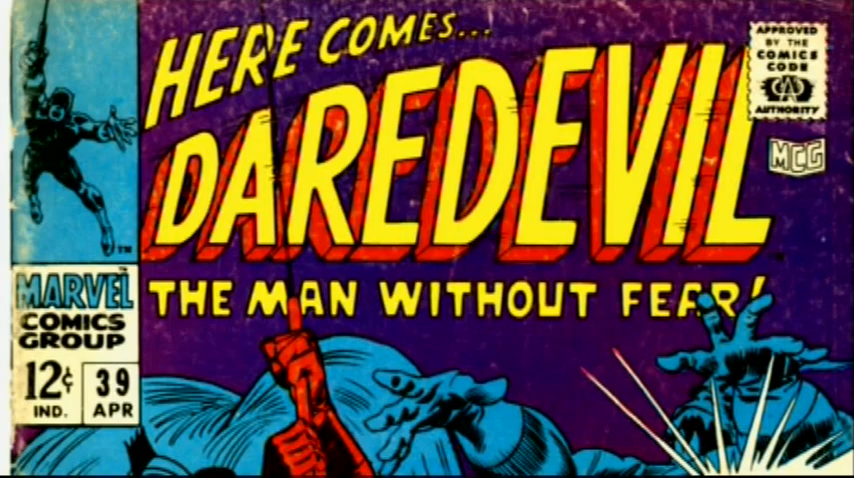 HERE COMES...
DAREDEVIL
THE MAN WITHOUT FEAR!
APPROVED
BY THE
COMICS
CODE
CA
AUTHORITY
MCG
TM
MARVEL
COMICS
GROUP
12¢
IND.
39
APR